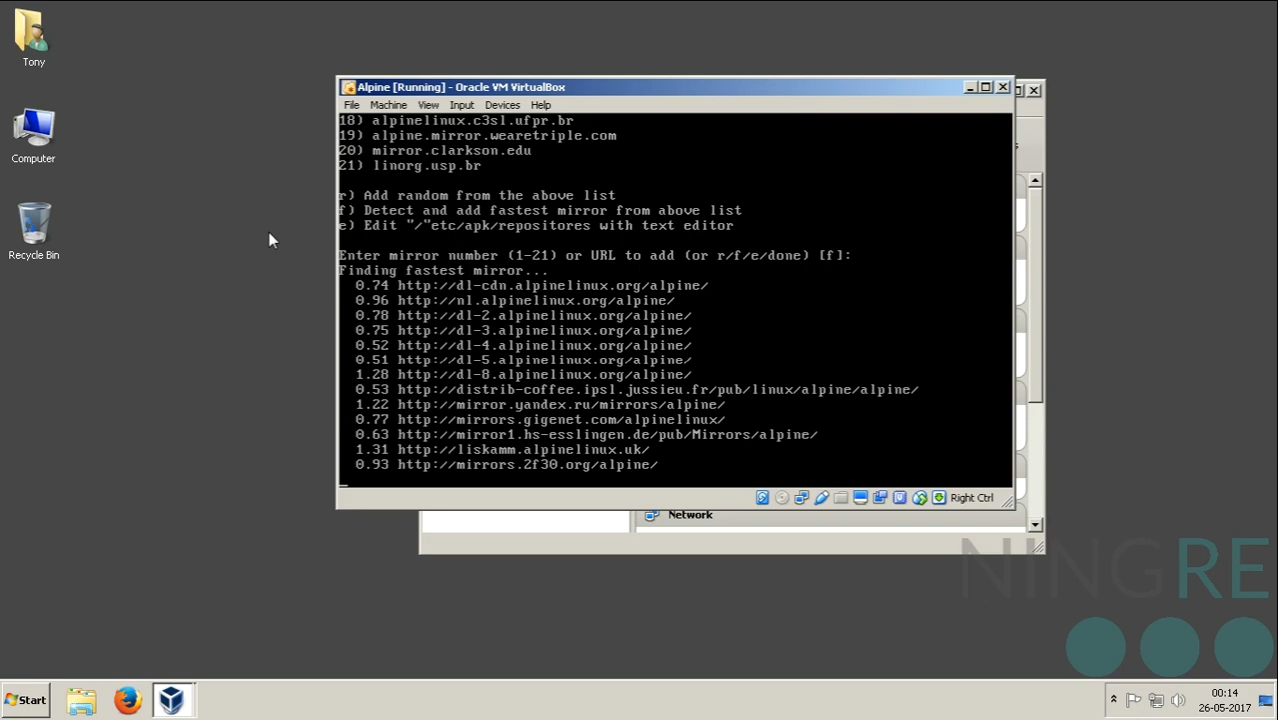 Tony
Computer
Recycle Bin
Alpine [Running] - Oracle VM VirtualBox
File Machine View Input Devices Help
18) alpinelinux.c3sl.ufpr.br
19) alpine.mirror.wearetriple.com
20) mirror.clarkson.edu
21) linorg.usp.br
r) Add random from the above list
f) Detect and add fastest mirror from above list
e) Edit "/"etc/apk/repositores with text editor
Enter mirror number (1-21) or URL to add (or r/f/e/done) [f]:
Finding fastest mirror...
0.74 http://dl-cdn.alpinelinux.org/alpine/
0.96 http://nl.alpinelinux.org/alpine/
0.78 http://dl-2.alpinelinux.org/alpine/
0.75 http://dl-3.alpinelinux.org/alpine/
0.52 http://dl-4.alpinelinux.org/alpine/
0.51 http://dl-5.alpinelinux.org/alpine/
1.28 http://dl-8.alpinelinux.org/alpine/
0.53 http://distrib-coffee.ipsl.jussieu.fr/pub/linux/alpine/alpine/
1.22 http://mirror.yandex.ru/mirrors/alpine/
0.77 http://mirrors.gigenet.com/alpinelinux/
0.63 http://mirror1.hs-esslingen.de/pub/Mirrors/alpine/
1.31 http://liskamm.alpinelinux.uk/
0.93 http://mirrors.2f30.org/alpine/
Right Ctrl
Network
NINGRE
Start
00:14
26-05-2017